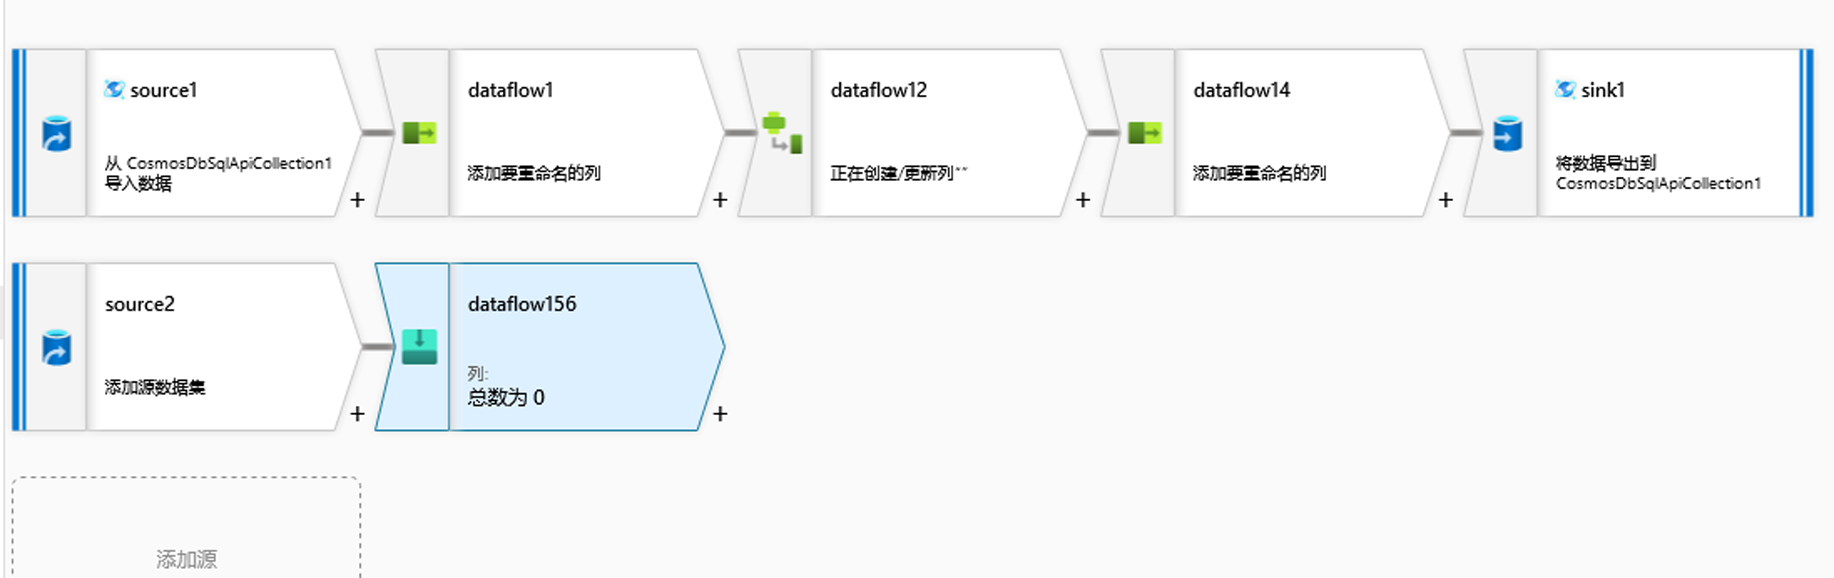 source1
从 CosmosDbSqlApiCollection1
导入数据
+
dataflow1
添加要重命名的列
+
dataflow12
正在创建/更新列""
+
dataflow14
添加要重命名的列
+
sink1
将数据导出到
CosmosDbSqlApiCollection1
source2
添加源数据集
+
dataflow156
列:
总数为 0
+
添加源